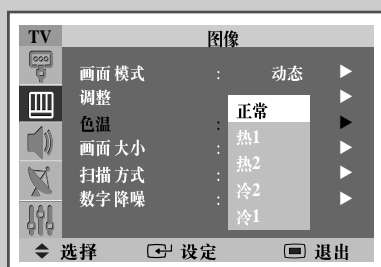 TV 图像
画面模式 : 动态 ▶
调整 ▶
色温 : 正常 ▶
热1
画面大小 : 热2 ▶
扫描方式 : 冷2 ▶
数字降噪 : 冷1 ▶
选择 设定 退出